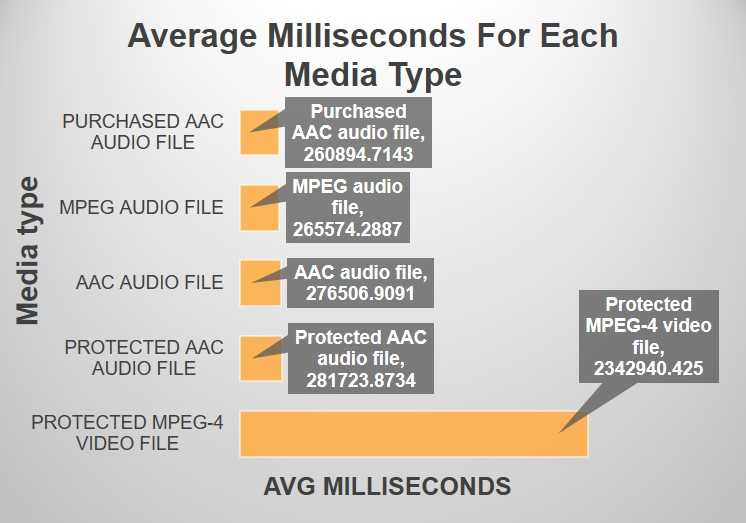 Average Milliseconds For Each
Media Type
Media type
PURCHASED AAC
AUDIO FILE
Purchased
AAC audio file,
260894.7143
MPEG AUDIO FILE
MPEG audio
file,
265574.2887
AAC AUDIO FILE
AAC audio file,
276506.9091
PROTECTED AAC
AUDIO FILE
Protected AAC
audio file,
281723.8734
PROTECTED MPEG-4
VIDEO FILE
Protected
MPEG-4 video
file,
2342940.425
AVG MILLISECONDS